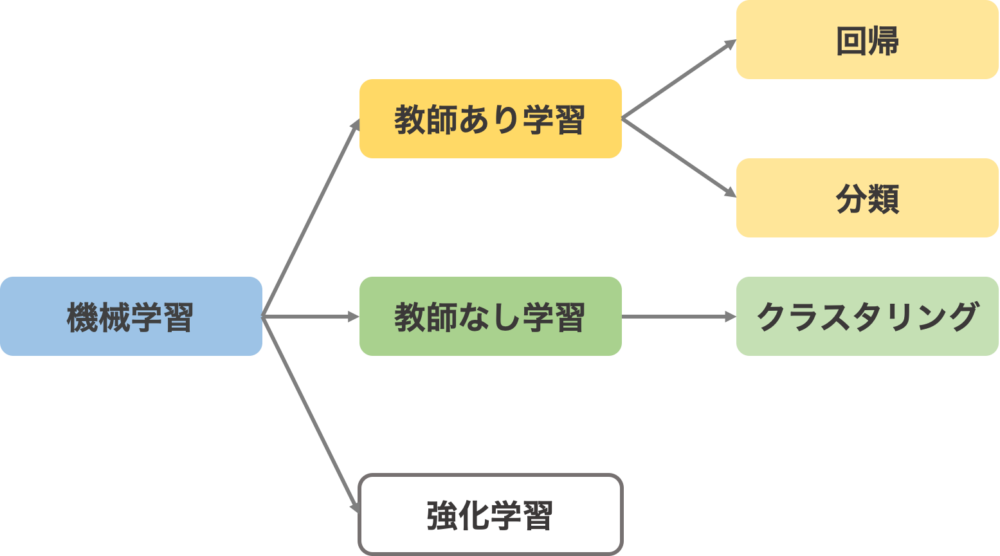 機械学習
教師あり学習
回帰
分類
教師なし学習
クラスタリング
強化学習